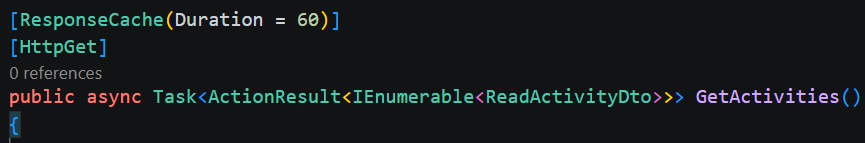 [ResponseCache(Duration = 60)]
[HttpGet]
0 references
public async Task<ActionResult<IEnumerable<ReadActivityDto>>> GetActivities()
{